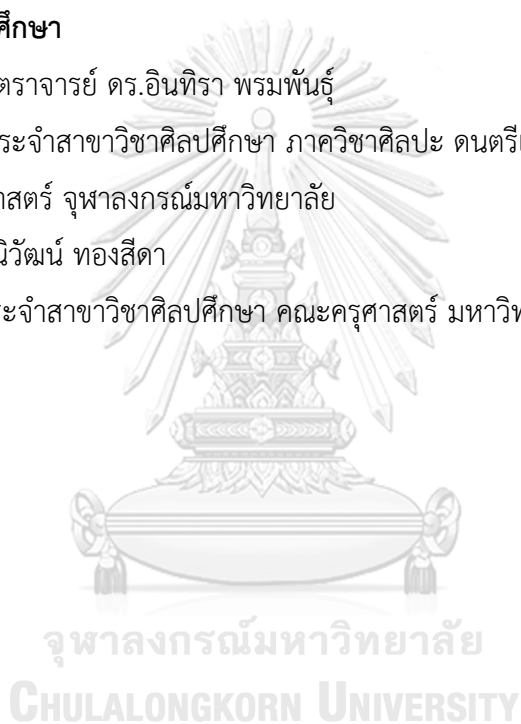 ศึกษา
ตราจารย์ ดร.อินทิรา พรมพันธุ์
ระจำสาขาวิชาศิลปศึกษา ภาควิชาศิลปะ ดนตรีแ
าสตร์ จุฬาลงกรณ์มหาวิทยาลัย
นิวัฒน์ ทองสีดา
ระจำสาขาวิชาศิลปศึกษา คณะครุศาสตร์ มหาวิท
จุฬาลงกรณ์มหาวิทยาลัย
CHULALONGKORN UNIVERSITY